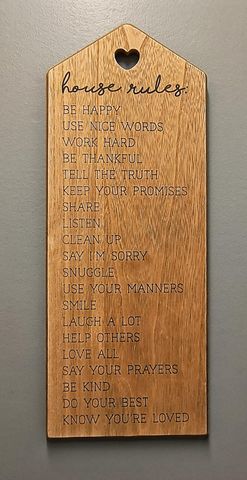 house rules:
BE HAPPY
USE NICE WORDS
WORK HARD
BE THANKFUL
TELL THE TRUTH
KEEP YOUR PROMISES
SHARE
LISTEN
CLEAN UP
SAY I'M SORRY
SNUGGLE
USE YOUR MANNERS
SMILE
LAUGH A LOT
HELP OTHERS
LOVE ALL
SAY YOUR PRAYERS
BE KIND
DO YOUR BEST
KNOW YOU'RE LOVED